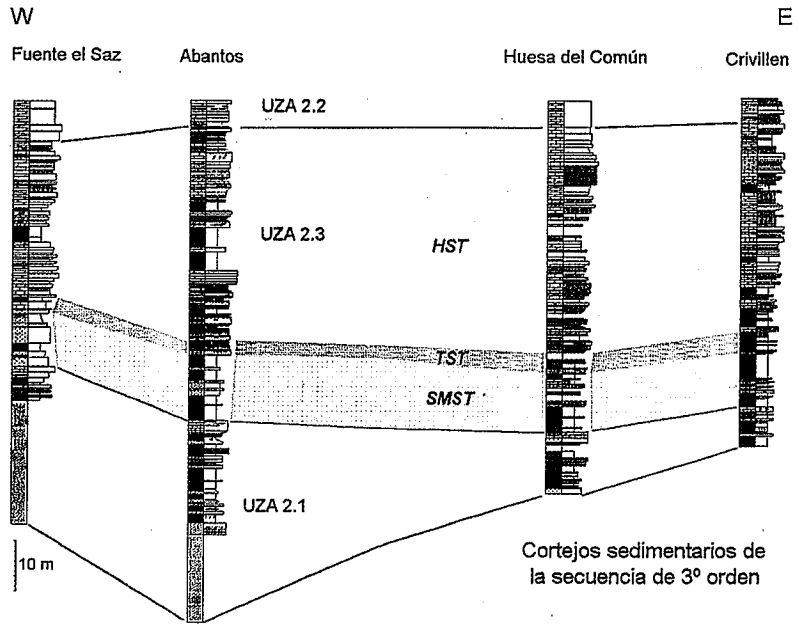 W
E
Fuente el Saz
Abantos
Huesa del Común
Crivillen
UZA 2.2
UZA 2.3
HST
TST
SMST
UZA 2.1
10 m
Cortejos sedimentarios de
la secuencia de 3º orden